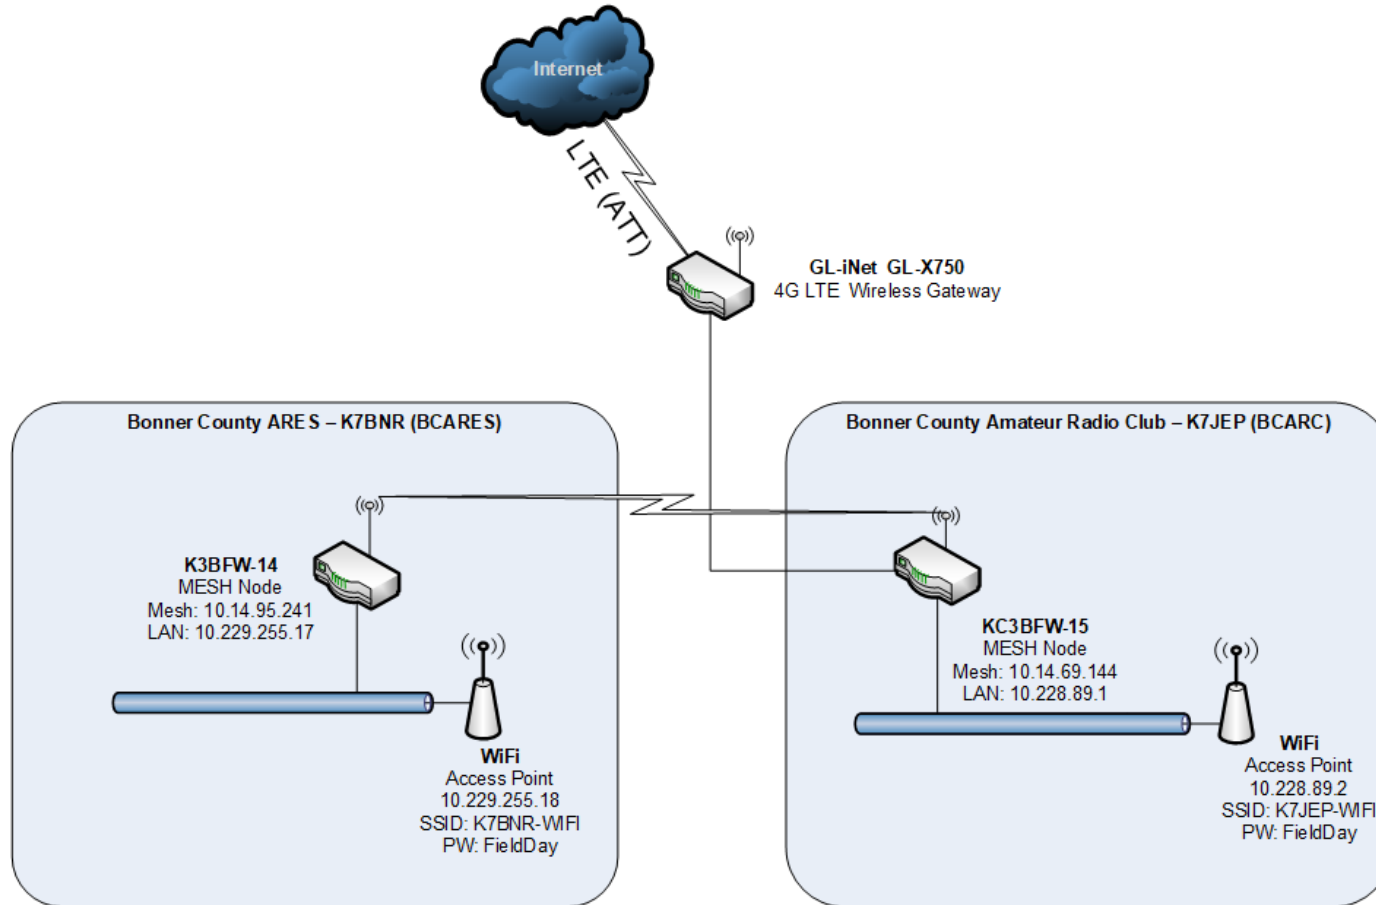 Internet
LTE (ATT)
GL-iNet GL-X750
4G LTE Wireless Gateway
Bonner County ARES – K7BNR (BCARES)
K3BFW-14
MESH Node
Mesh: 10.14.95.241
LAN: 10.229.255.17
WiFi
Access Point
10.229.255.18
SSID: K7BNR-WIFI
PW: FieldDay
Bonner County Amateur Radio Club – K7JEP (BCARC)
KC3BFW-15
MESH Node
Mesh: 10.14.69.144
LAN: 10.228.89.1
WiFi
Access Point
10.228.89.2
SSID: K7JEP-WIFI
PW: FieldDay